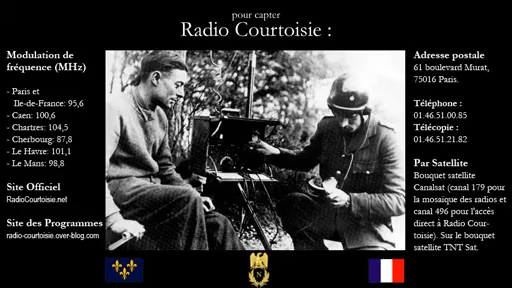 pour capter
Radio Courtoisie :
Modulation de
fréquence (MHz)
- Paris et
Ile-de-France: 95,6
- Caen: 100,6
- Chartres: 104,5
- Cherbourg: 87,8
- Le Havre: 101,1
- Le Mans: 98,8
Site Officiel
RadioCourtoisie.net
Site des Programmes
radio-courtoisie.over-blog.com
Adresse postale
61 boulevard Murat,
75016 Paris.
Téléphone :
01.46.51.00.85
Télécopie :
01.46.51.21.82
Par Satellite
Bouquet satellite
Canalsat (canal 179 pour
la mosaïque des radios et
canal 496 pour l'accès
direct à Radio Cour-
toisie). Sur le bouquet
satellite TNT Sat.
N